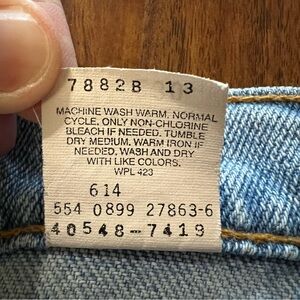 78828 13
MACHINE WASH WARM, NORMAL
CYCLE. ONLY NON-CHLORINE
BLEACH IF NEEDED. TUMBLE
DRY MEDIUM. WARM IRON IF
NEEDED. WASH AND DRY
WITH LIKE COLORS.
WPL 423
614
554 0899 27863-6
40548-7419